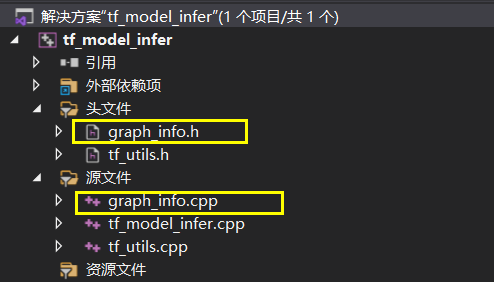 解决方案“tf_model_infer”(1 个项目/共 1 个)
tf_model_infer
引用
外部依赖项
头文件
graph_info.h
tf_utils.h
源文件
graph_info.cpp
tf_model_infer.cpp
tf_utils.cpp
资源文件